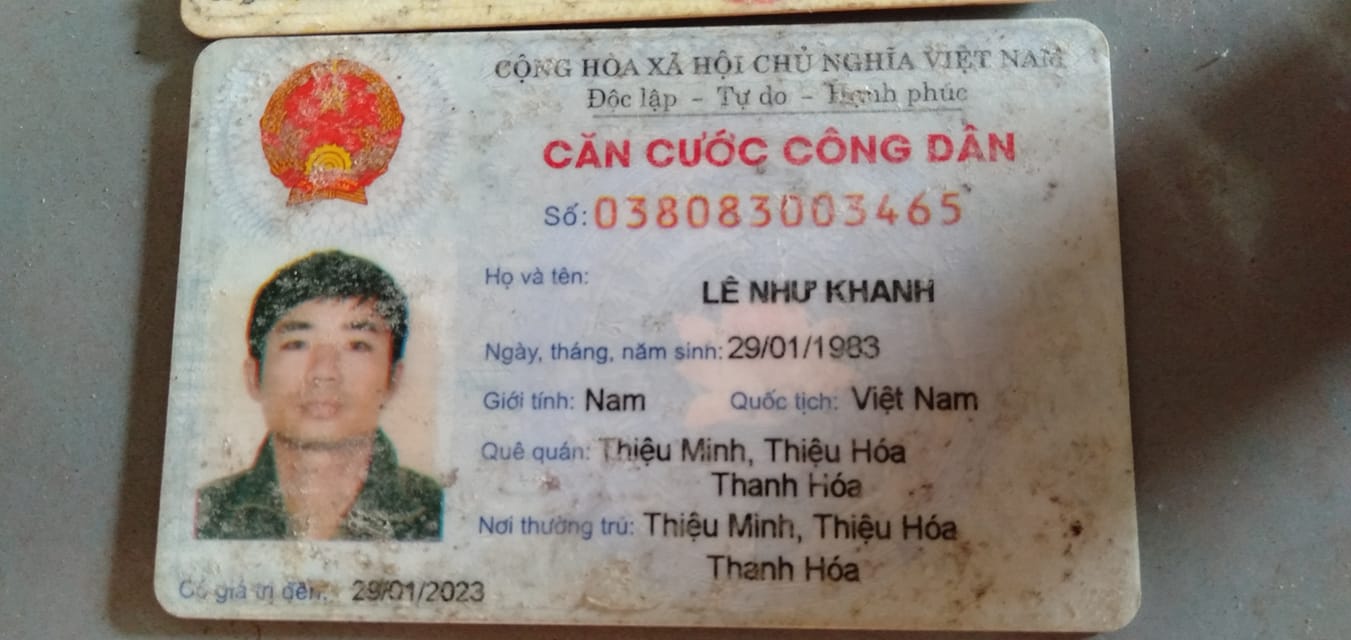 CỘNG HÒA XÃ HỘI CHỦ NGHĨA VIỆT NAM
Độc lập - Tự do - Hạnh phúc
CĂN CƯỚC CÔNG DÂN
Số: 038083003465
Họ và tên: LÊ NHƯ KHANH
Ngày, tháng, năm sinh: 29/01/1983
Giới tính: Nam Quốc tịch: Việt Nam
Quê quán: Thiệu Minh, Thiệu Hóa
Thanh Hóa
Nơi thường trú: Thiệu Minh, Thiệu Hóa
Thanh Hóa
Có giá trị đến: 29/01/2023